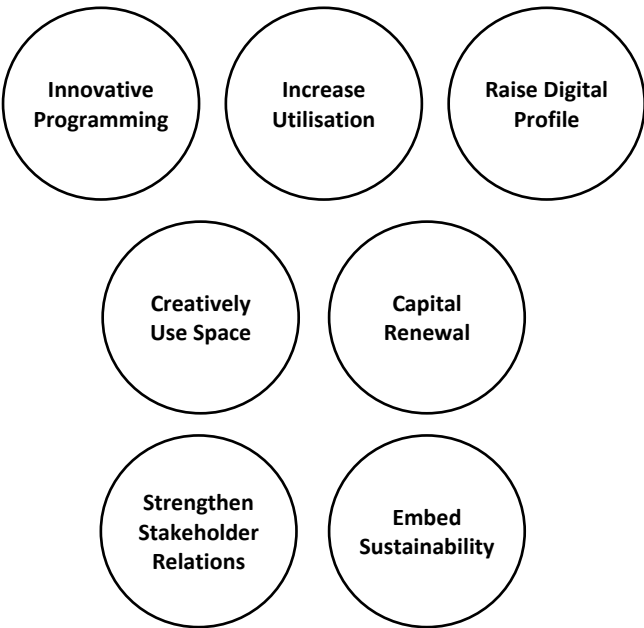 Innovative
Programming
Increase
Utilisation
Raise Digital
Profile
Creatively
Use Space
Capital
Renewal
Strengthen
Stakeholder
Relations
Embed
Sustainability